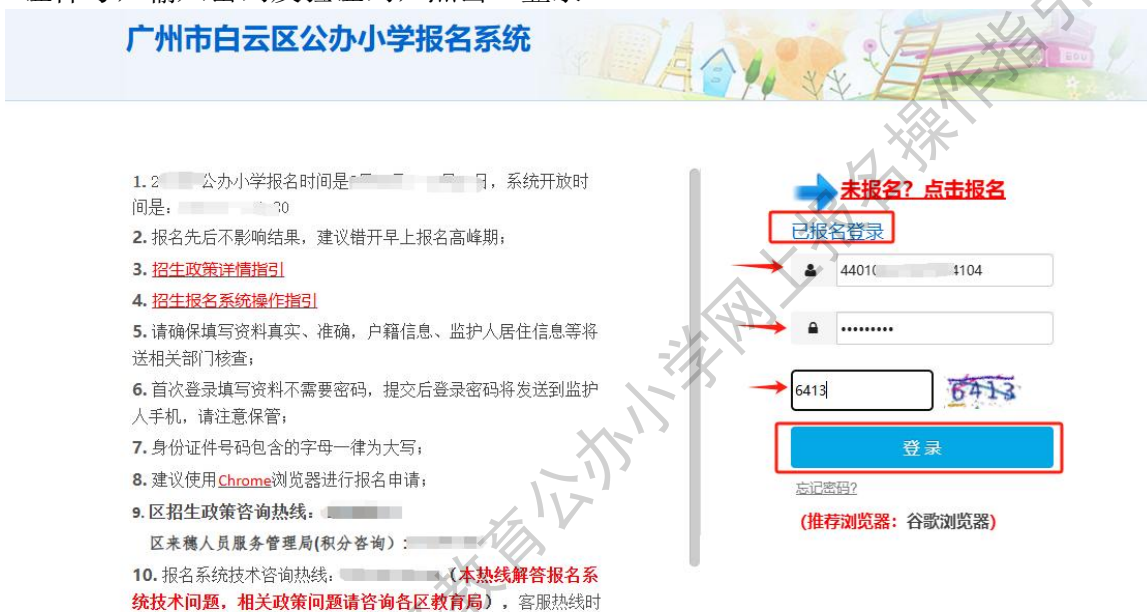 广州市白云区公办小学报名系统
1. 2 公办小学报名时间是 日，系统开放时
间是： 30
2. 报名先后不影响结果，建议错开早上报名高峰期；
3. 招生政策详情指引
4. 招生报名系统操作指引
5. 请确保填写资料真实、准确，户籍信息、监护人居住信息等将
送相关部门核查；
6. 首次登录填写资料不需要密码，提交后登录密码将发送到监护
人手机，请注意保管；
7. 身份证件号码包含的字母一律为大写；
8. 建议使用Chrome浏览器进行报名申请；
9. 区招生政策咨询热线：
区来穗人员服务管理局(积分咨询)：
10. 报名系统技术咨询热线： （本热线解答报名系
统技术问题，相关政策问题请咨询各区教育局），客服热线时
未报名？点击报名
已报名登录
4401 4104
•••••••••
6413
6413
登录
忘记密码?
(推荐浏览器：谷歌浏览器)
教育公办小学网上报名操作指引